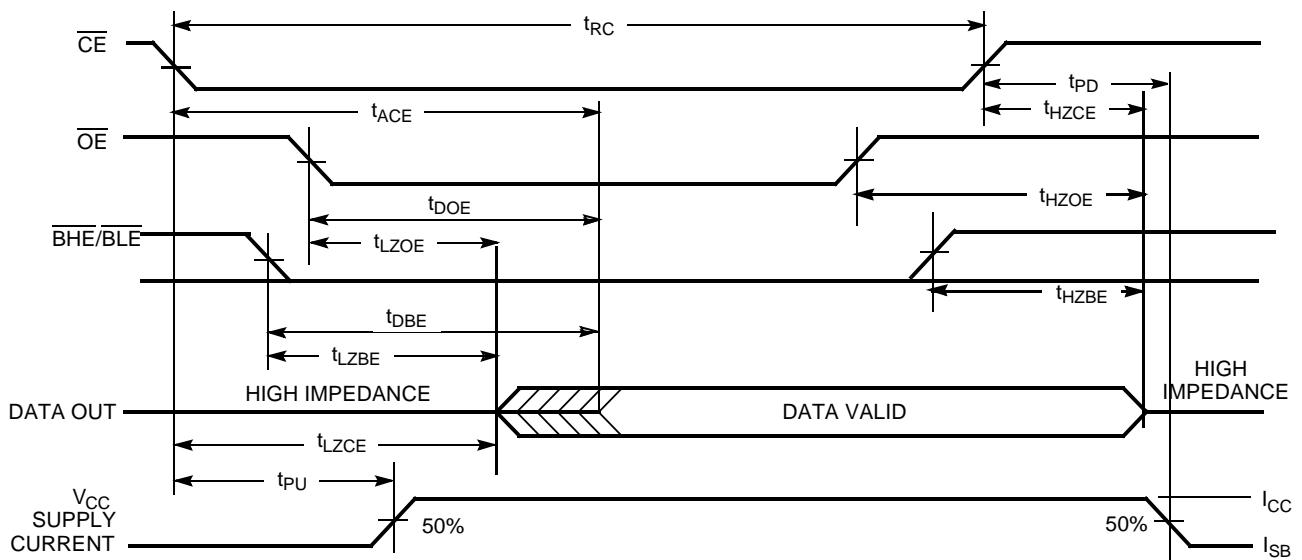 tRC
CE
tPD
tACE
tHZCE
OE
tHZOE
tDOE
BHE/BLE
tLZOE
tHZBE
tDBE
tLZBE
HIGH IMPEDANCE
HIGH
IMPEDANCE
DATA OUT
DATA VALID
tLZCE
tPU
VCC
SUPPLY
CURRENT
50%
50%
ICC
ISB